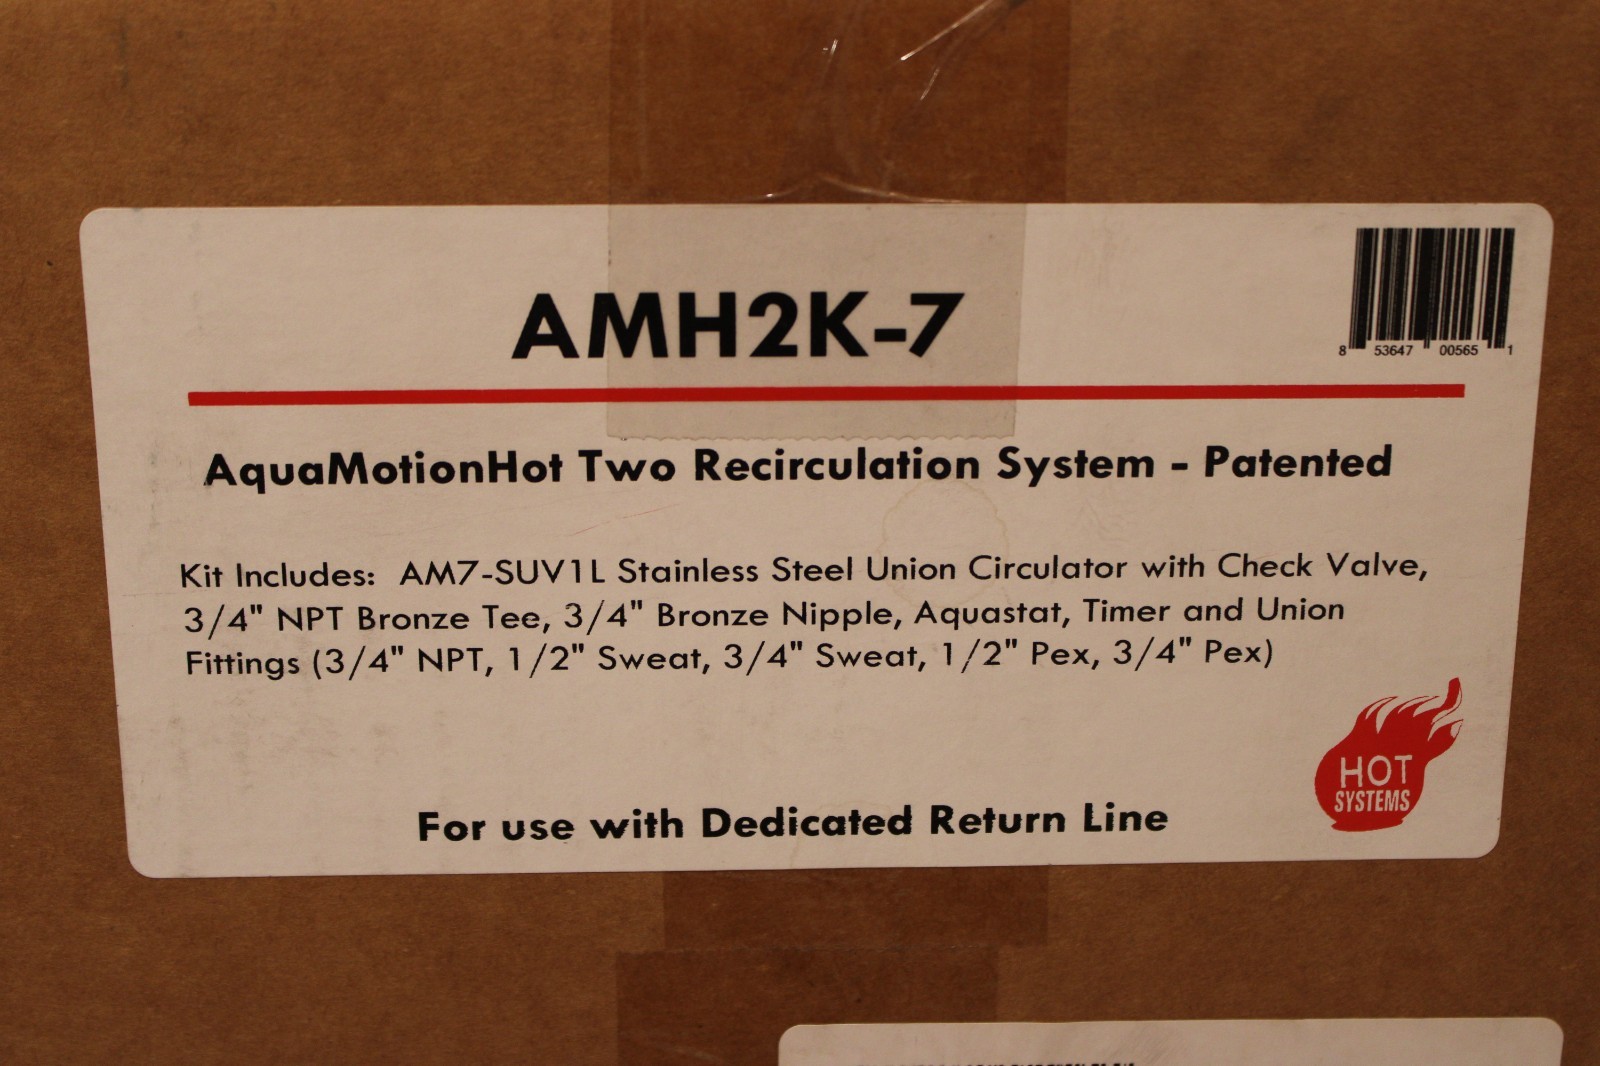 AMH2K-7
8 53647 00565 1
AquaMotionHot Two Recirculation System - Patented
Kit Includes: AM7-SUV1L Stainless Steel Union Circulator with Check Valve,
3/4" NPT Bronze Tee, 3/4" Bronze Nipple, Aquastat, Timer and Union
Fittings (3/4" NPT, 1/2" Sweat, 3/4" Sweat, 1/2" Pex, 3/4" Pex)
HOT
SYSTEMS
For use with Dedicated Return Line